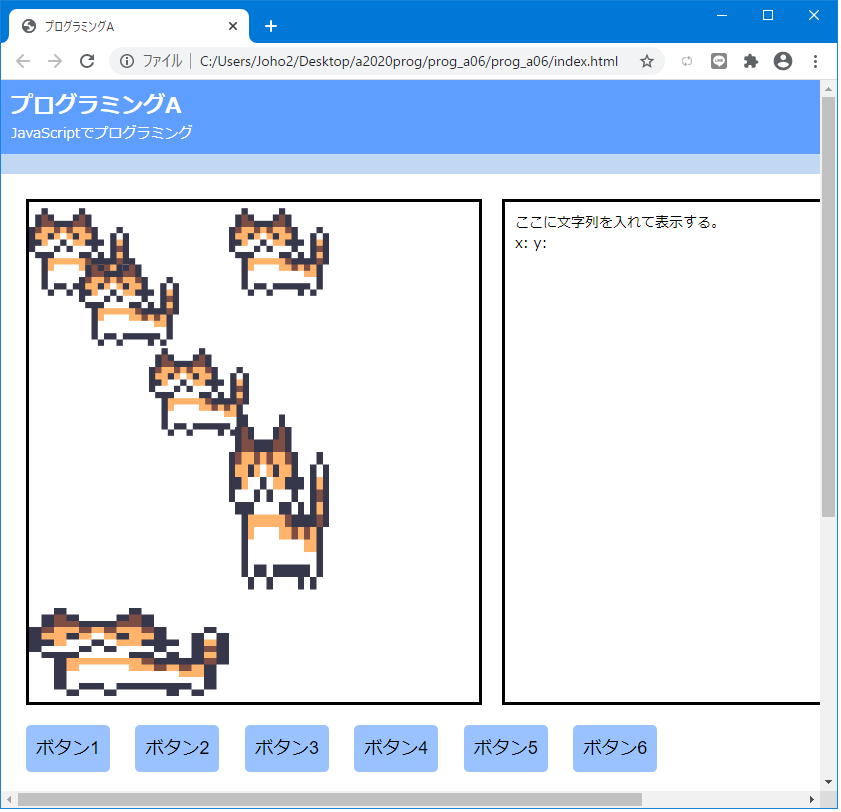 プログラミングA
ファイル | C:/Users/Joho2/Desktop/a2020prog/prog_a06/prog_a06/index.html
プログラミングA
JavaScriptでプログラミング
ここに文字列を入れて表示する。
x: y:
ボタン1 ボタン2 ボタン3 ボタン4 ボタン5 ボタン6